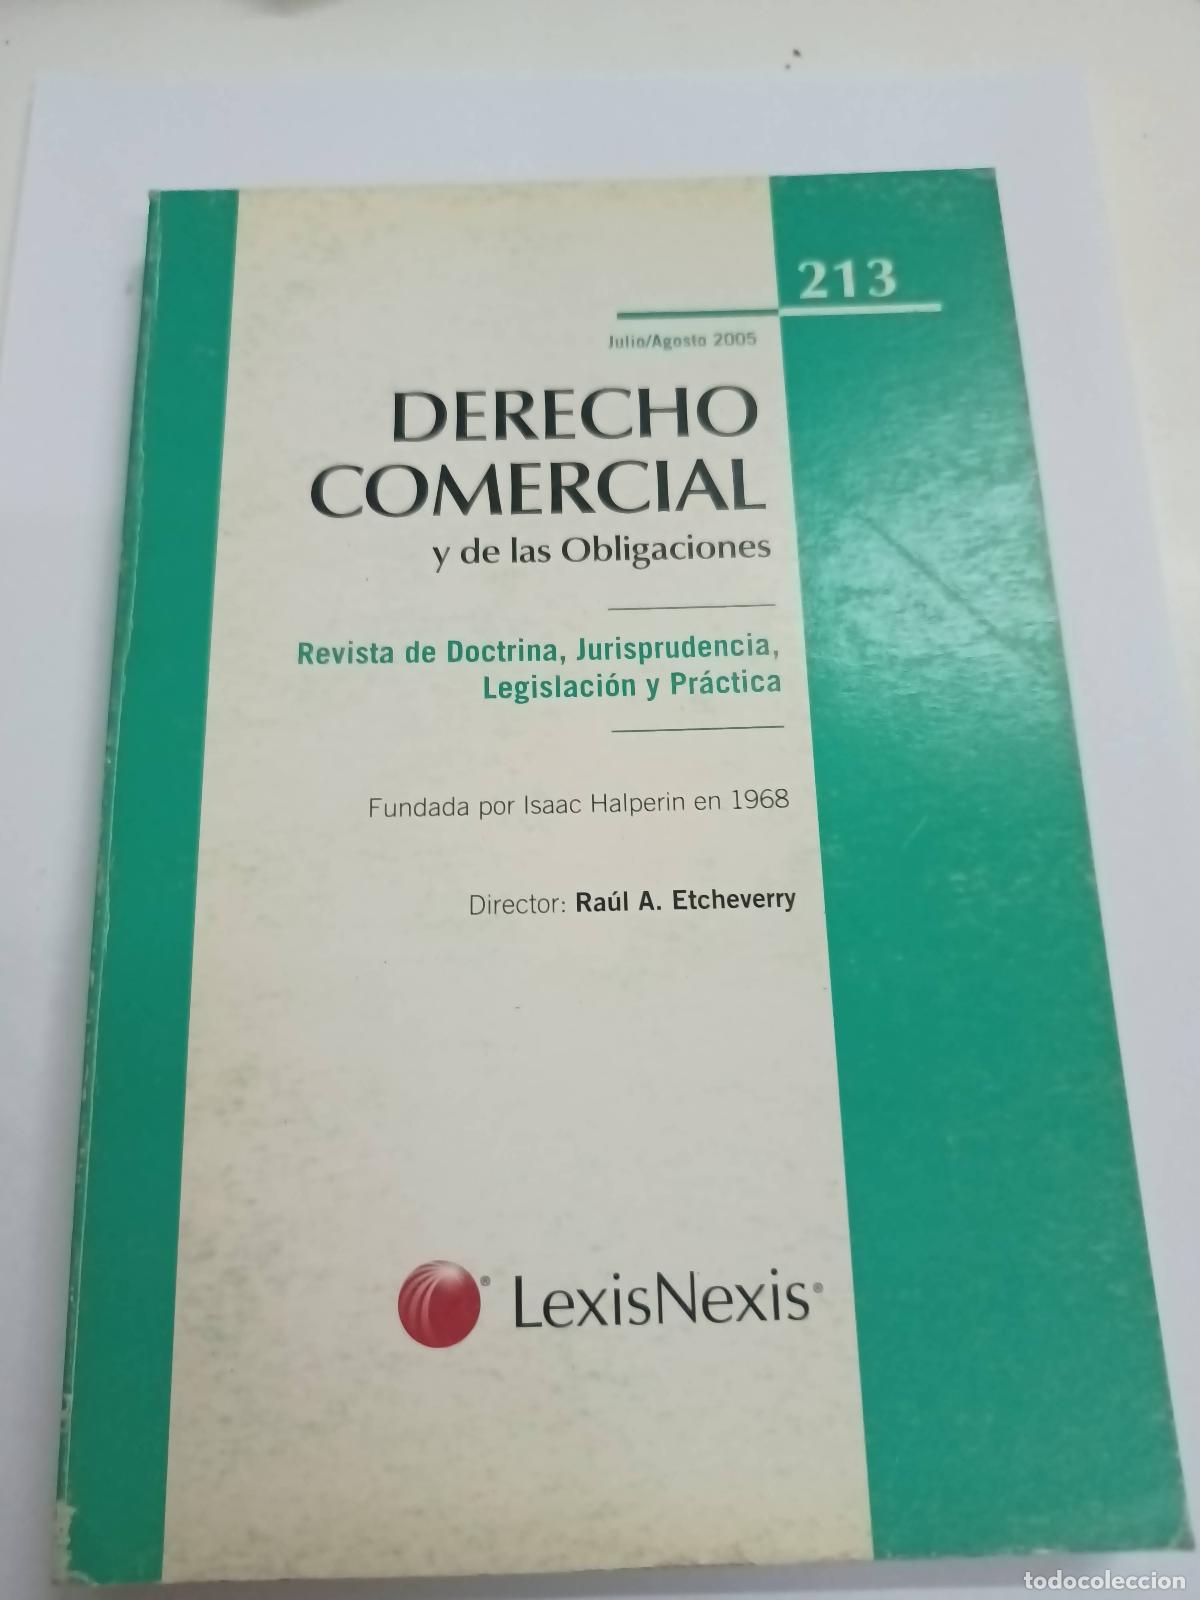 213
Julio/Agosto 2005
DERECHO
COMERCIAL
y de las Obligaciones
Revista de Doctrina, Jurisprudencia,
Legislación y Práctica
Fundada por Isaac Halperin en 1968
Director: Raúl A. Etcheverry
® LexisNexis®
todocoleccion